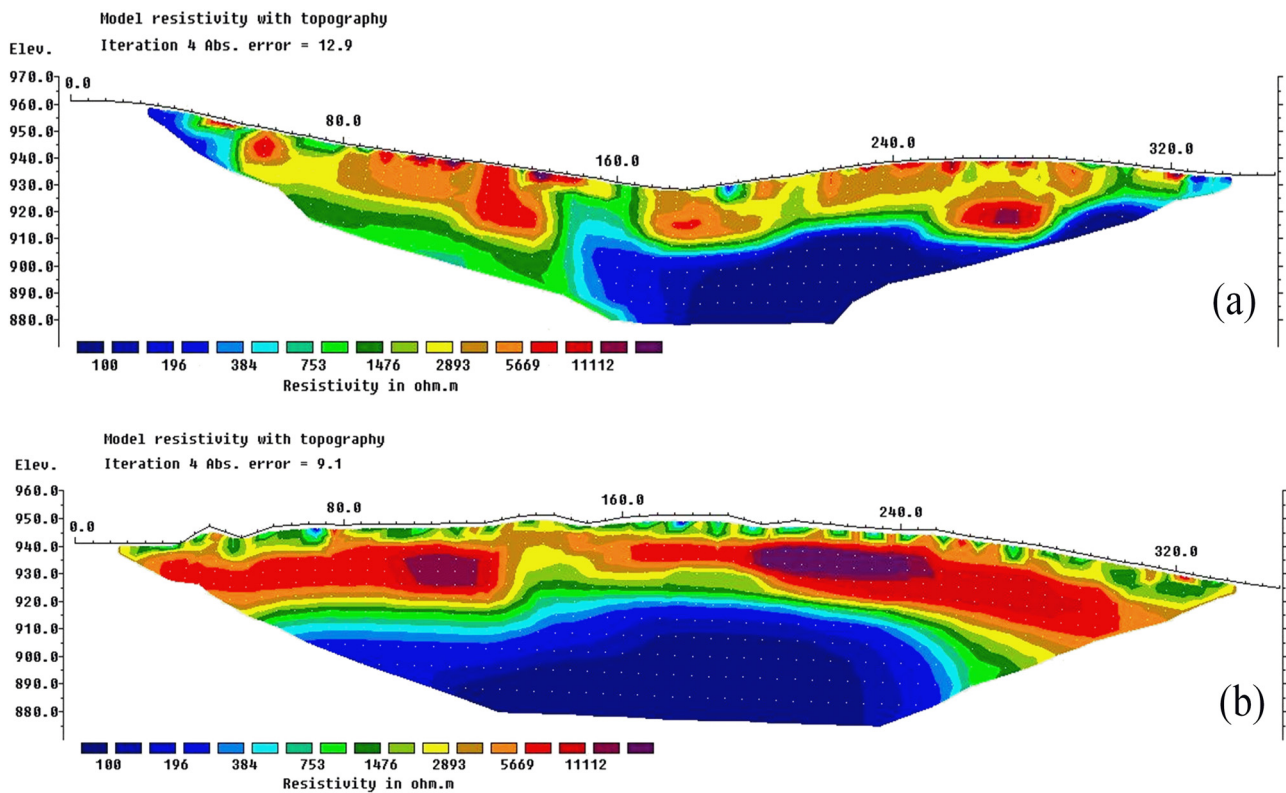 Model resistivity with topography
Elev. Iteration 4 Abs. error = 12.9
970.0
0.0
960.0
950.0
80.0
940.0
160.0
240.0
320.0
930.0
920.0
910.0
900.0
890.0
880.0
(a)
100 196 384 753 1476 2893 5669 11112
Resistivity in ohm.m
Model resistivity with topography
Elev. Iteration 4 Abs. error = 9.1
960.0
950.0
0.0
80.0
160.0
240.0
940.0
320.0
930.0
920.0
910.0
900.0
890.0
880.0
(b)
100 196 384 753 1476 2893 5669 11112
Resistivity in ohm.m